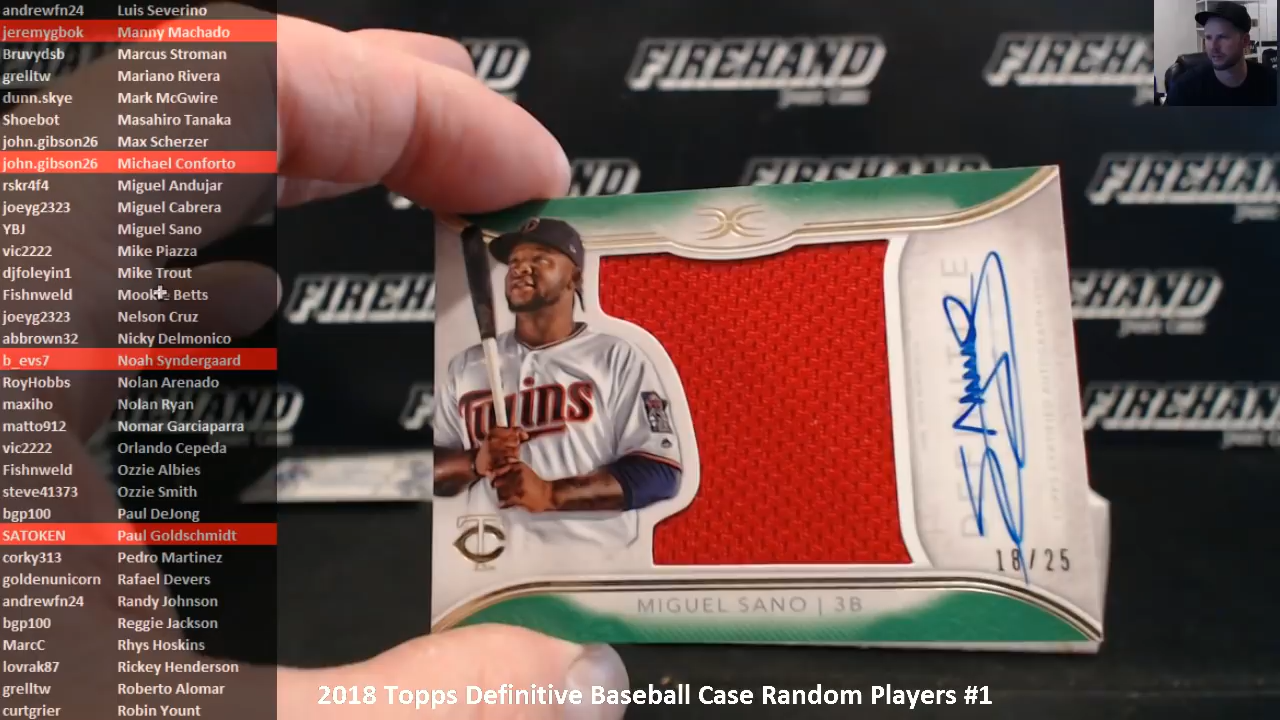 andrewfn24 Luis Severino
jeremygbok Manny Machado
Bruvydsb Marcus Stroman
grelltw Mariano Rivera
dunn.skye Mark McGwire
Shoebot Masahiro Tanaka
john.gibson26 Max Scherzer
john.gibson26 Michael Conforto
rskr4f4 Miguel Andujar
joeyg2323 Miguel Cabrera
YBJ Miguel Sano
vic2222 Mike Piazza
djfoleyin1 Mike Trout
Fishnweld Mookie Betts
joeyg2323 Nelson Cruz
abbrown32 Nicky Delmonico
b_evs7 Noah Syndergaard
RoyHobbs Nolan Arenado
maxiho Nolan Ryan
matto912 Nomar Garciaparra
vic2222 Orlando Cepeda
Fishnweld Ozzie Albies
steve41373 Ozzie Smith
bgp100 Paul DeJong
SATOKEN Paul Goldschmidt
corky313 Pedro Martinez
goldenunicorn Rafael Devers
andrewfn24 Randy Johnson
bgp100 Reggie Jackson
MarcC Rhys Hoskins
lovrak87 Rickey Henderson
grelltw Roberto Alomar
curtgrier Robin Yount
FIREHAND
FIREHAND
FIREHAND
FIREHAND
FIREHAND
FIREHAND
Twins
TC
18/25
MIGUEL SANO | 3B
2018 Topps Definitive Baseball Case Random Players #1